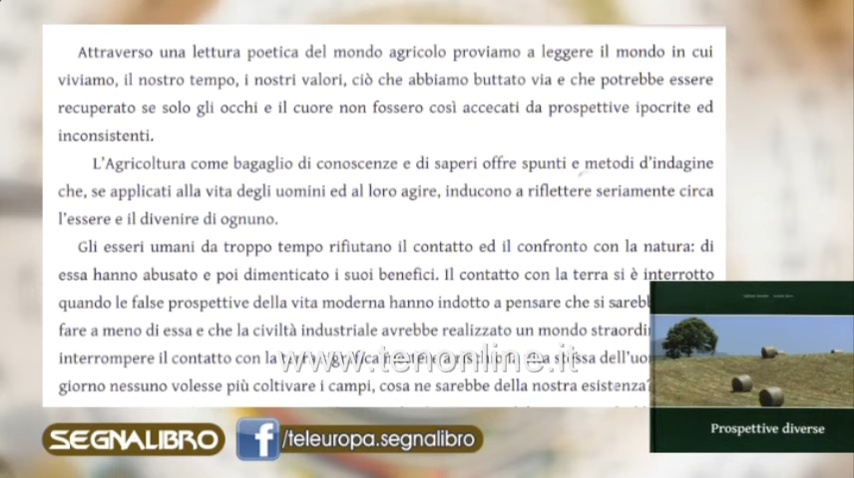 Attraverso una lettura poetica del mondo agricolo proviamo a leggere il mondo in cui
viviamo, il nostro tempo, i nostri valori, ciò che abbiamo buttato via e che potrebbe essere
recuperato se solo gli occhi e il cuore non fossero così accecati da prospettive ipocrite ed
inconsistenti.
L'Agricoltura come bagaglio di conoscenze e di saperi offre spunti e metodi d'indagine
che, se applicati alla vita degli uomini ed al loro agire, inducono a riflettere seriamente circa
l'essere e il divenire di ognuno.
Gli esseri umani da troppo tempo rifiutano il contatto ed il confronto con la natura: di
essa hanno abusato e poi dimenticato i suoi benefici. Il contatto con la terra si è interrotto
quando le false prospettive della vita moderna hanno indotto a pensare che si sarebb
fare a meno di essa e che la civiltà industriale avrebbe realizzato un mondo straordi
interrompere il contatto con la dell'uo
giorno nessuno volesse più coltivare i campi, cosa ne sarebbe della nostra esistenza?
www.tenonline.it
Prospettive diverse
SEGNALIBRO
f /teleuropa.segnalibro